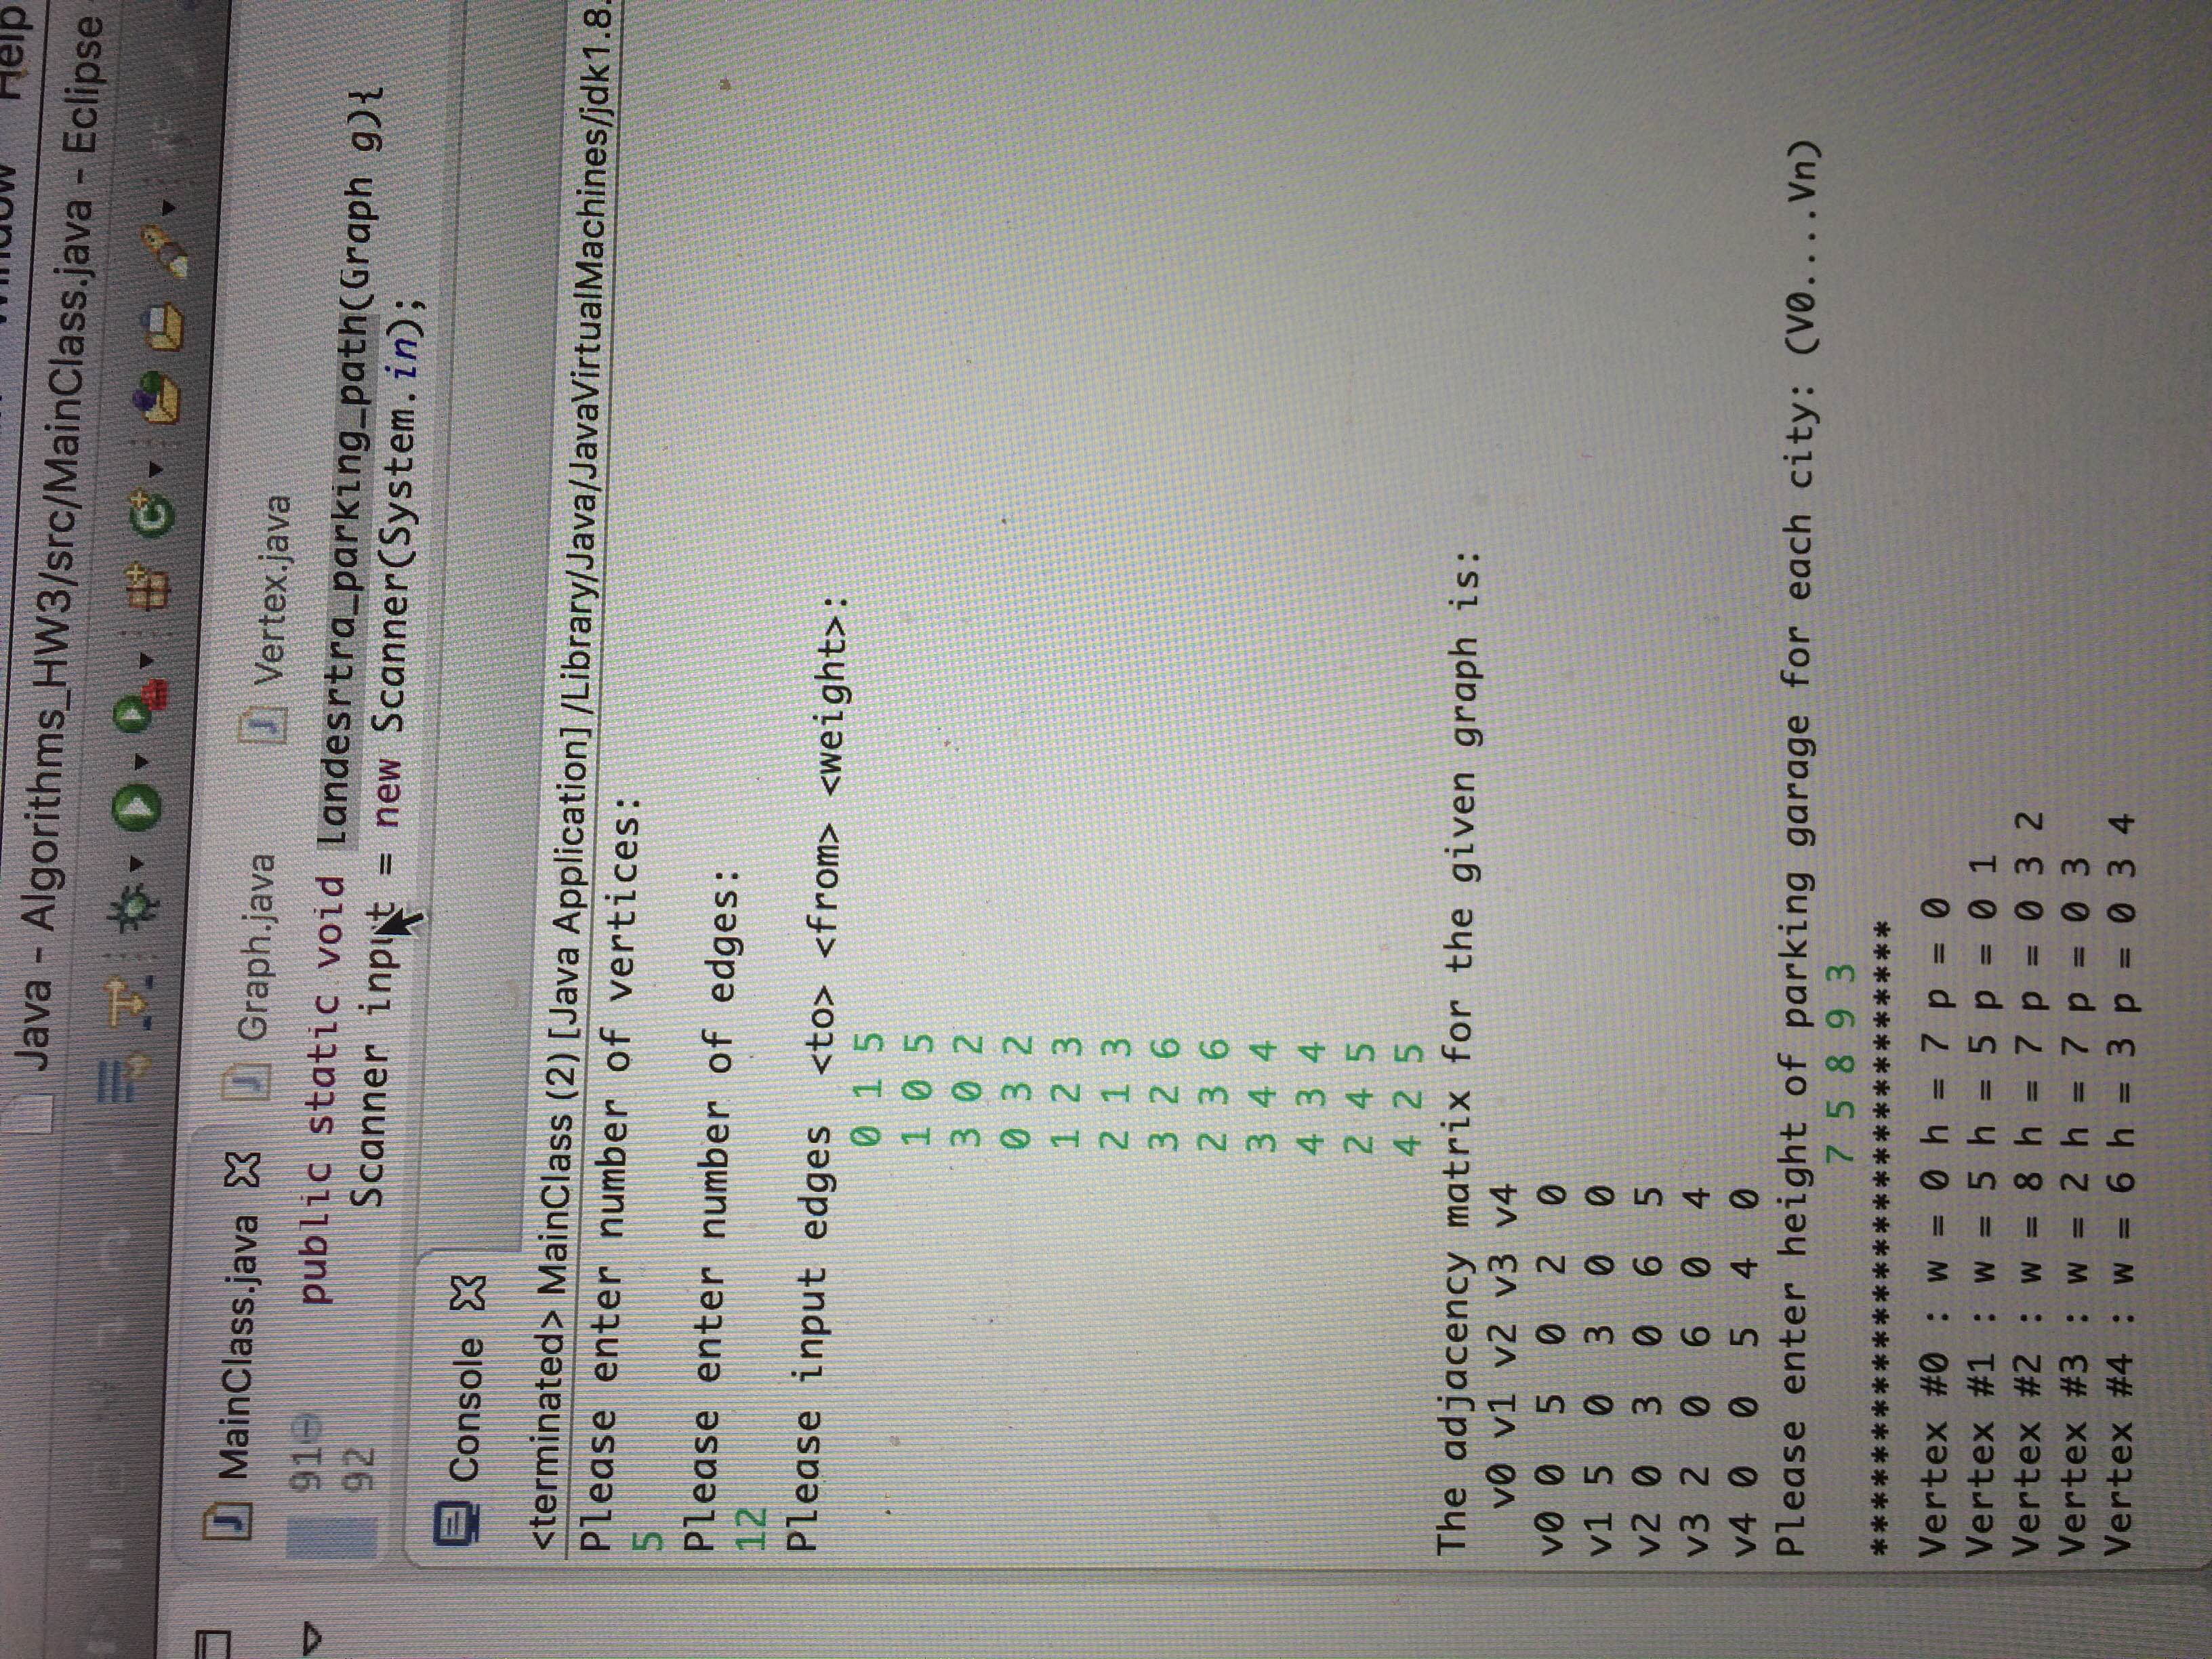 Window Help
Java - Algorithms_HW3/src/MainClass.java - Eclipse
MainClass.java Graph.java Vertex.java
91 public static void landesrtra_parking_path(Graph g){
92 Scanner input = new Scanner(System.in);
Console
<terminated> MainClass (2) [Java Application] /Library/Java/JavaVirtualMachines/jdk1.8.
Please enter number of vertices:
5
Please enter number of edges:
12
Please input edges  <to> <from> <weight>:
0 1 5
1 0 5
3 0 2
0 3 2
1 2 3
2 1 3
3 2 6
2 3 6
3 4 4
4 3 4
2 4 5
4 2 5
The adjacency matrix for the given graph is:
v0 v1 v2 v3 v4
v0 0 5 0 2 0
v1 5 0 3 0 0
v2 0 3 0 6 5
v3 2 0 6 0 4
v4 0 0 5 4 0
Please enter height of parking garage for each city: (V0....Vn)
7 5 8 9 3
****************************
Vertex #0 : w = 0 h = 7 p = 0
Vertex #1 : w = 5 h = 5 p = 0 1
Vertex #2 : w = 8 h = 7 p = 0 3 2
Vertex #3 : w = 2 h = 7 p = 0 3
Vertex #4 : w = 6 h = 3 p = 0 3 4